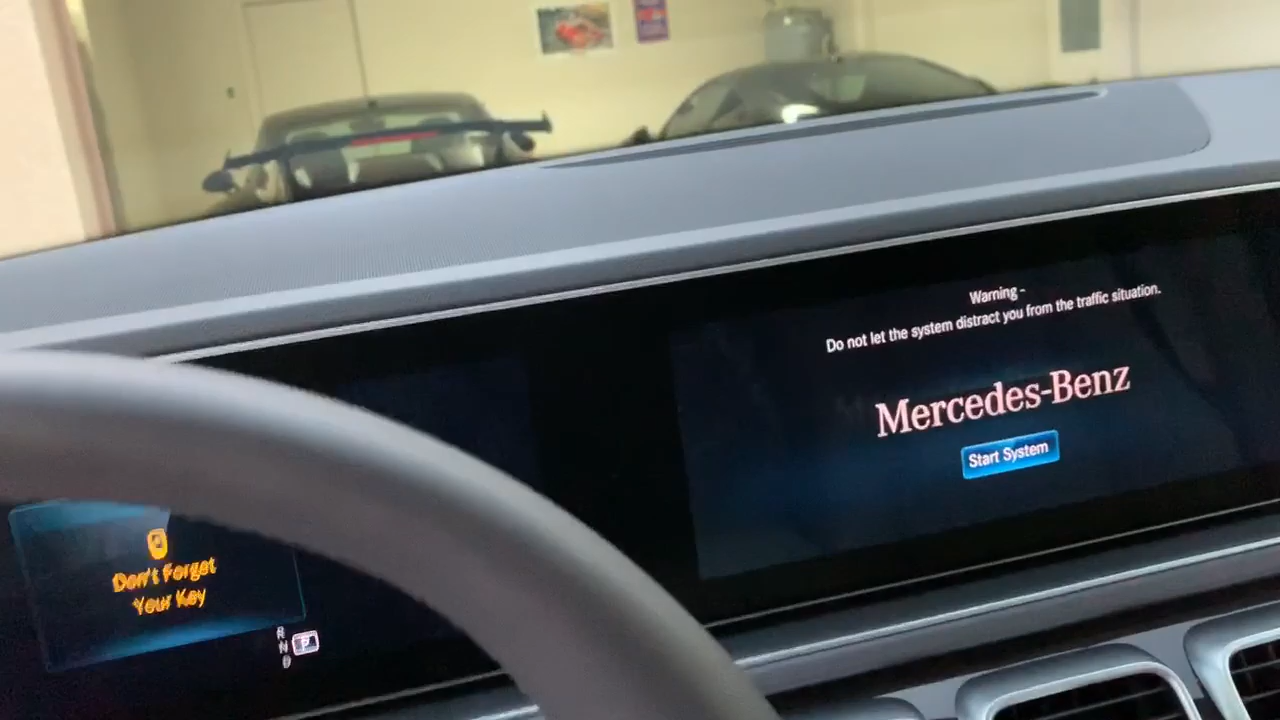 Warning -
Do not let the system distract you from the traffic situation.
Mercedes-Benz
Start System
Don't Forget
Your Key
R
N
P
D